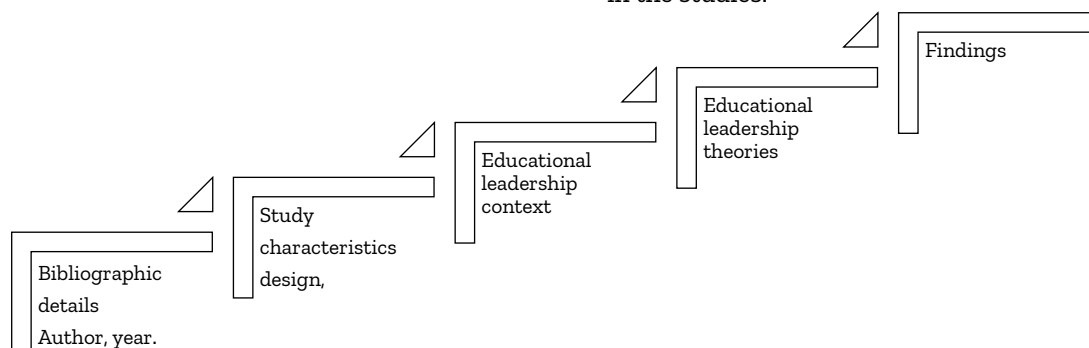 in the studies.
Findings
Educational
leadership
theories
Educational
leadership
context
Study
characteristics
design,
Bibliographic
details
Author, year.